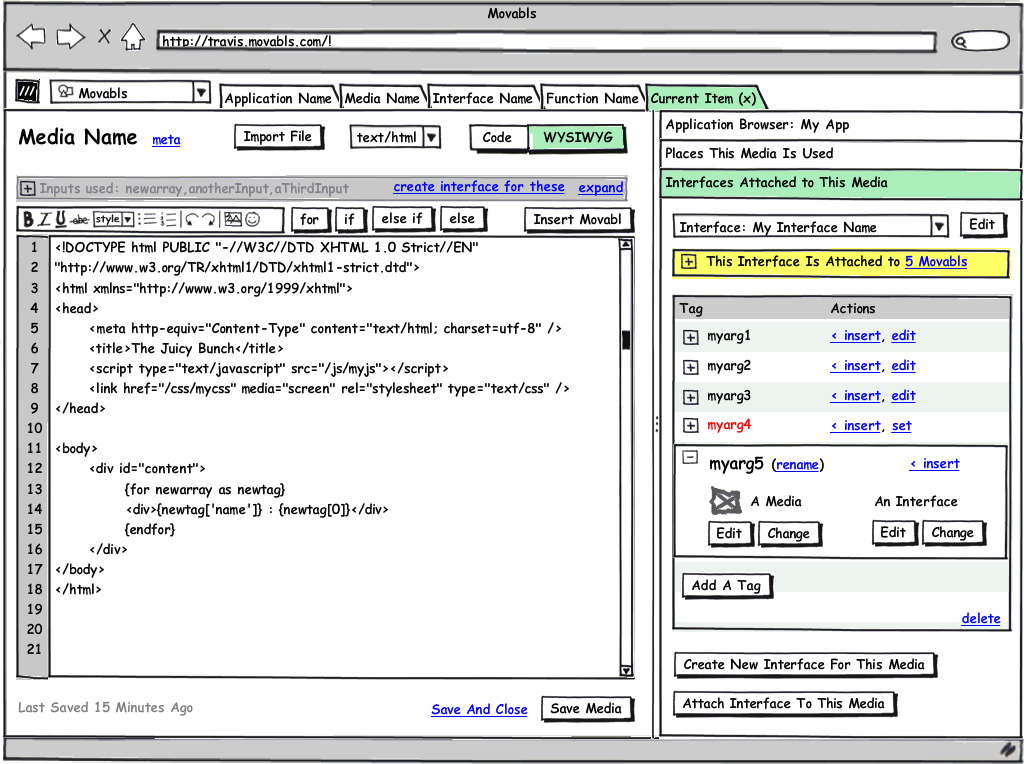 Movabls
http://travis.movabls.com/!
Movabls Application Name Media Name Interface Name Function Name Current Item (x)
Media Name meta Import File text/html Code WYSIWYG
Inputs used: newarray,anotherInput,aThirdInput create interface for these expand
B I U abc style for if else if else Insert Movabl
1 <!DOCTYPE html PUBLIC "-//W3C//DTD XHTML 1.0 Strict//EN"
2 "http://www.w3.org/TR/xhtml1/DTD/xhtml1-strict.dtd">
3 <html xmlns="http://www.w3.org/1999/xhtml">
4 <head>
5 <meta http-equiv="Content-Type" content="text/html; charset=utf-8" />
6 <title>The Juicy Bunch</title>
7 <script type="text/javascript" src="/js/myjs"></script>
8 <link href="/css/mycss" media="screen" rel="stylesheet" type="text/css" />
9 </head>
10
11 <body>
12 <div id="content">
13 {for newarray as newtag}
14 <div>{newtag['name']} : {newtag[0]}</div>
15 {endfor}
16 </div>
17 </body>
18 </html>
19
20
21
Last Saved 15 Minutes Ago Save And Close Save Media
Application Browser: My App
Places This Media Is Used
Interfaces Attached to This Media
Interface: My Interface Name Edit
This Interface Is Attached to 5 Movabls
Tag Actions
myarg1 < insert, edit
myarg2 < insert, edit
myarg3 < insert, edit
myarg4 < insert, set
myarg5 (rename) < insert
A Media An Interface
Edit Change Edit Change
Add A Tag
delete
Create New Interface For This Media
Attach Interface To This Media